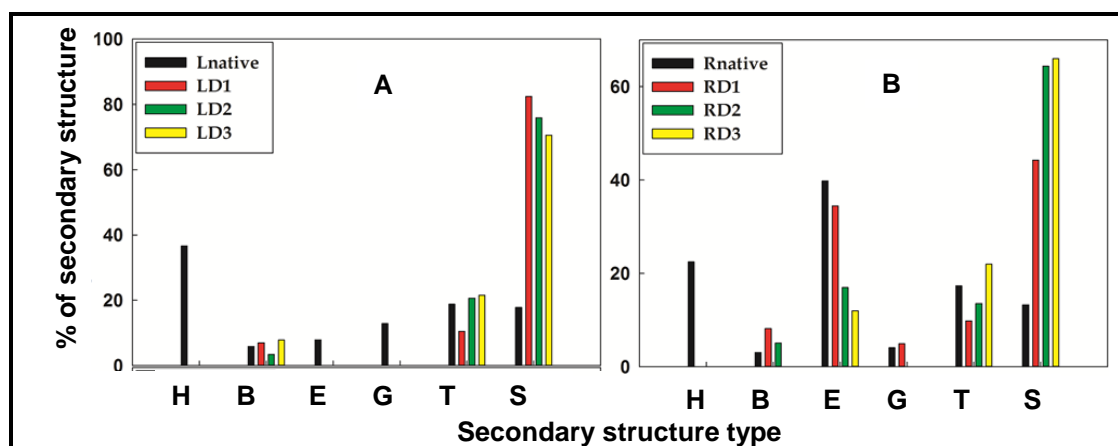 % of secondary structure
100
80
60
40
20
0
Lnative
LD1
LD2
LD3
A
H B E G T S
60
40
20
0
Rnative
RD1
RD2
RD3
B
H B E G T S
Secondary structure type